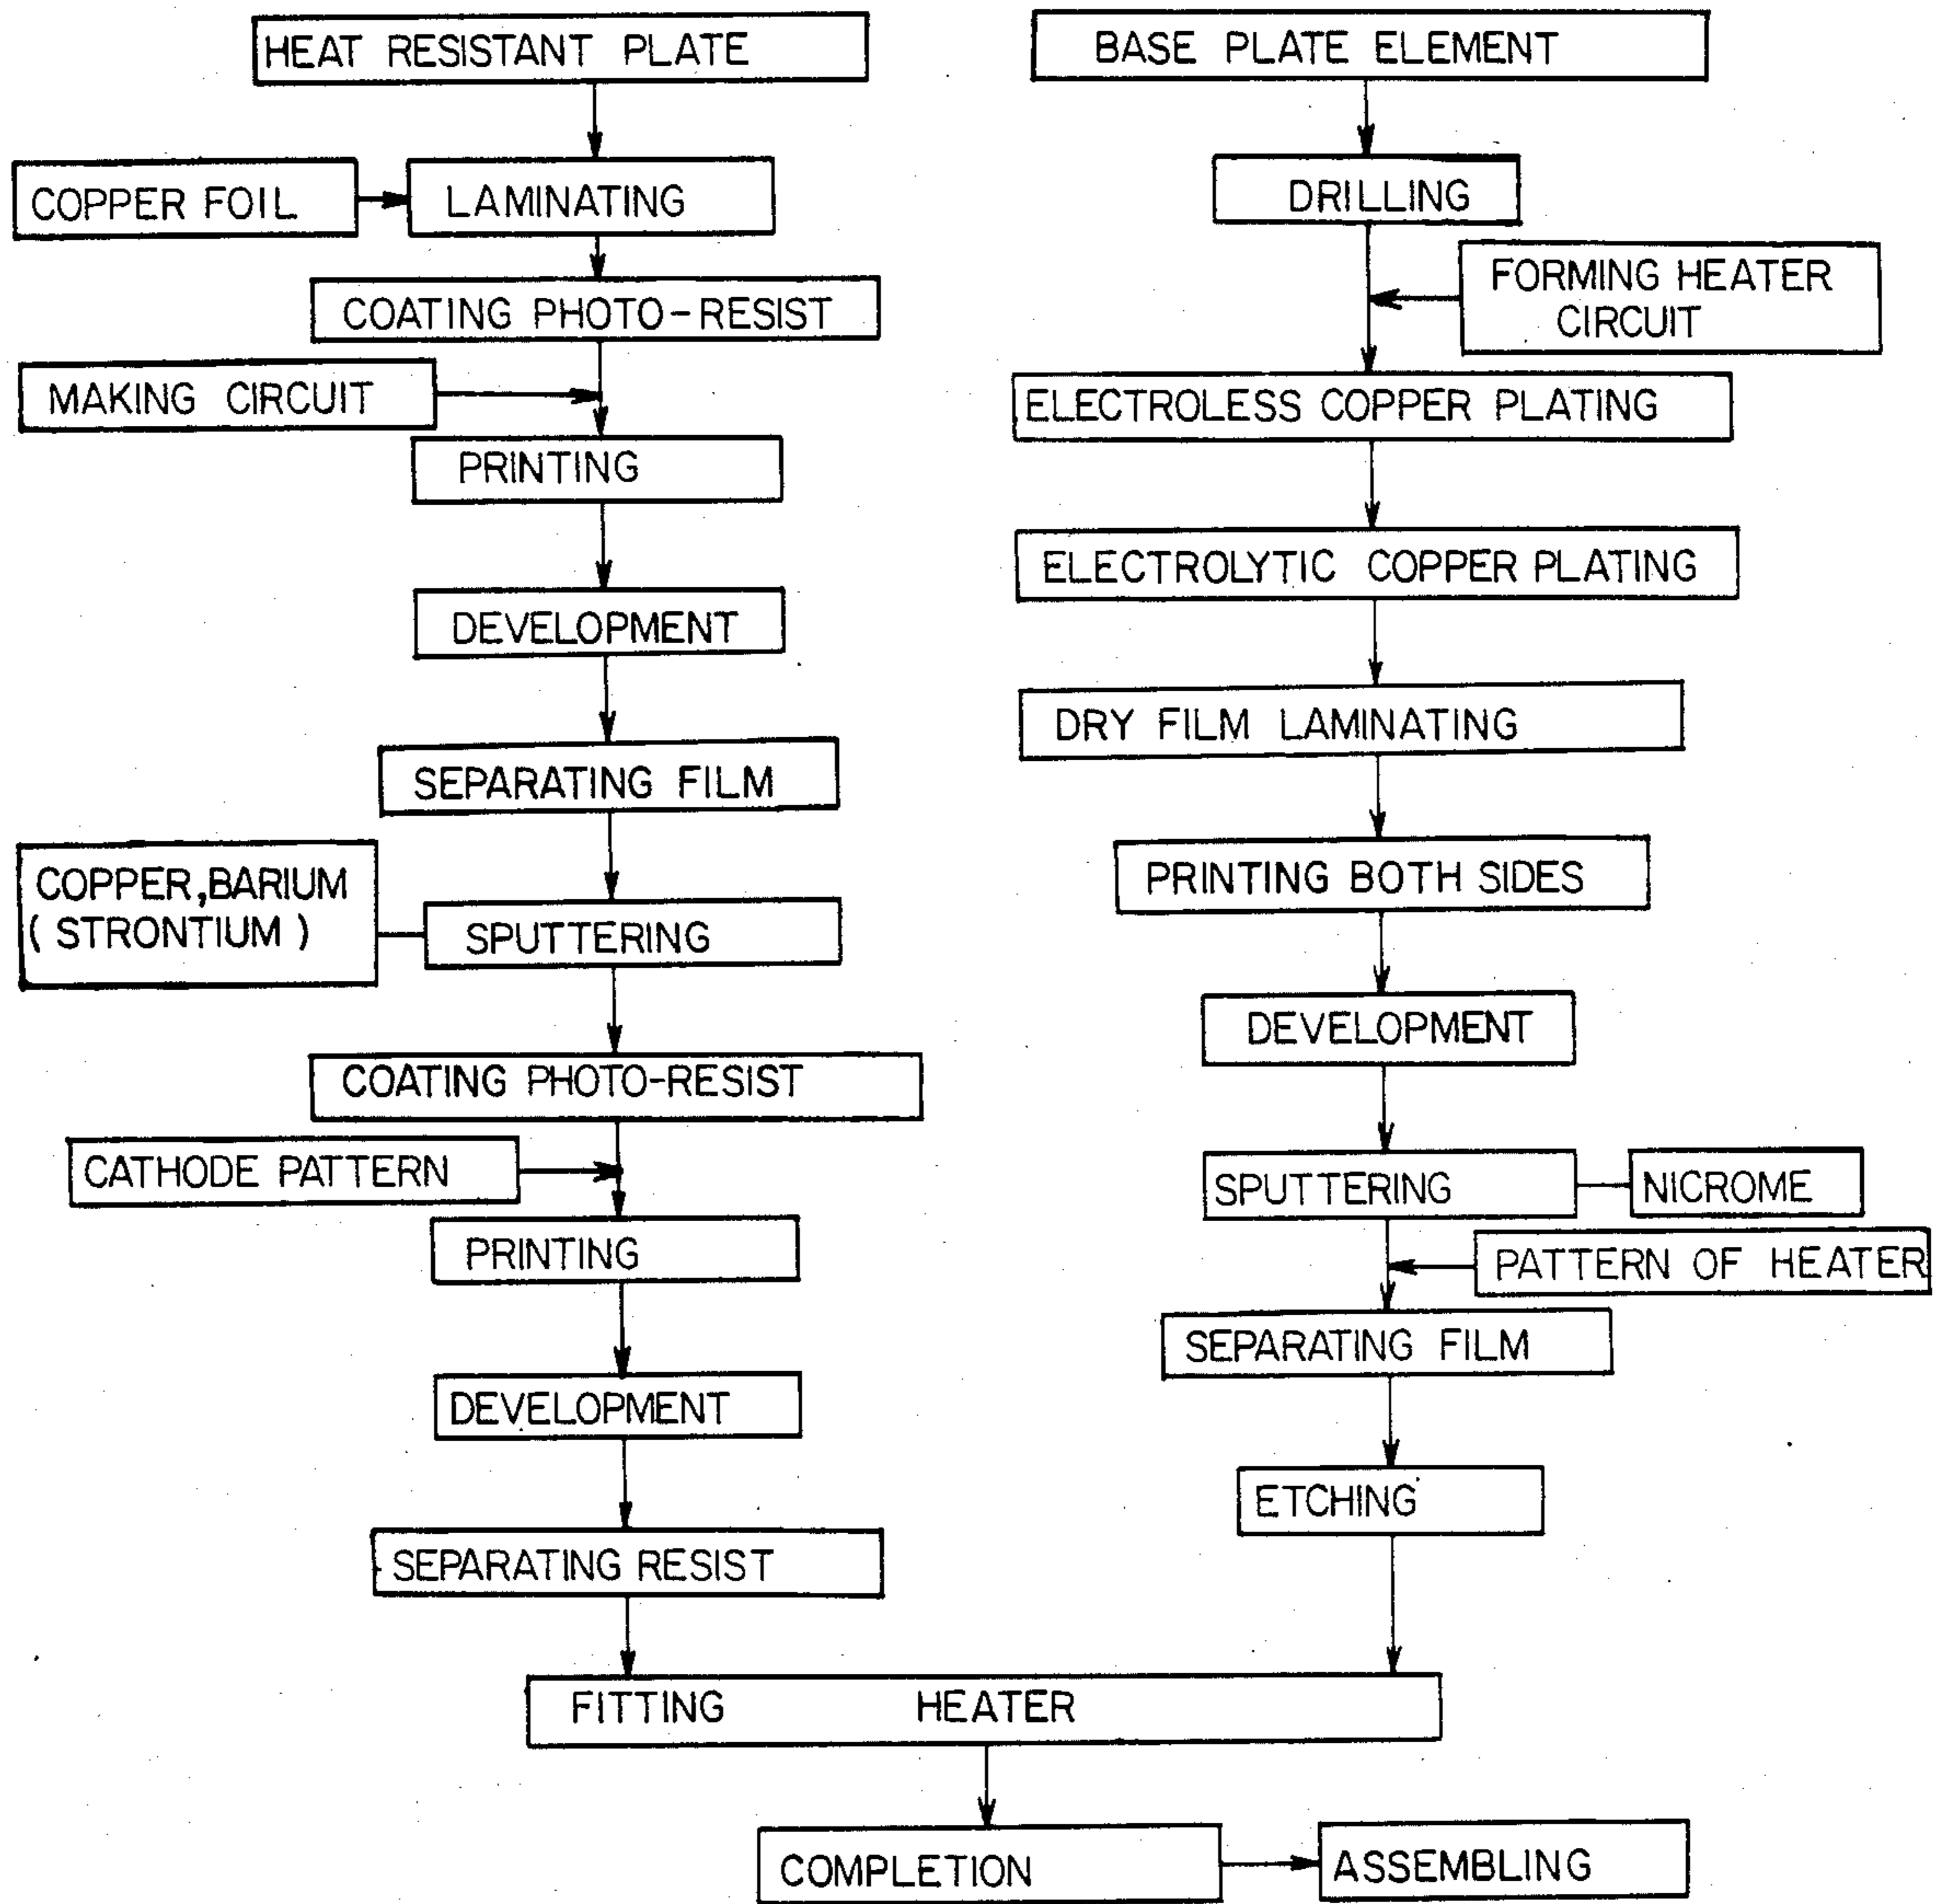 HEAT RESISTANT PLATE
COPPER FOIL
LAMINATING
COATING PHOTO-RESIST
MAKING CIRCUIT
PRINTING
DEVELOPMENT
SEPARATING FILM
COPPER, BARIUM
( STRONTIUM )
SPUTTERING
COATING PHOTO-RESIST
CATHODE PATTERN
PRINTING
DEVELOPMENT
SEPARATING RESIST
BASE PLATE ELEMENT
DRILLING
FORMING HEATER
CIRCUIT
ELECTROLESS COPPER PLATING
ELECTROLYTIC COPPER PLATING
DRY FILM LAMINATING
PRINTING BOTH SIDES
DEVELOPMENT
SPUTTERING
NICROME
PATTERN OF HEATER
SEPARATING FILM
ETCHING
FITTING HEATER
COMPLETION
ASSEMBLING